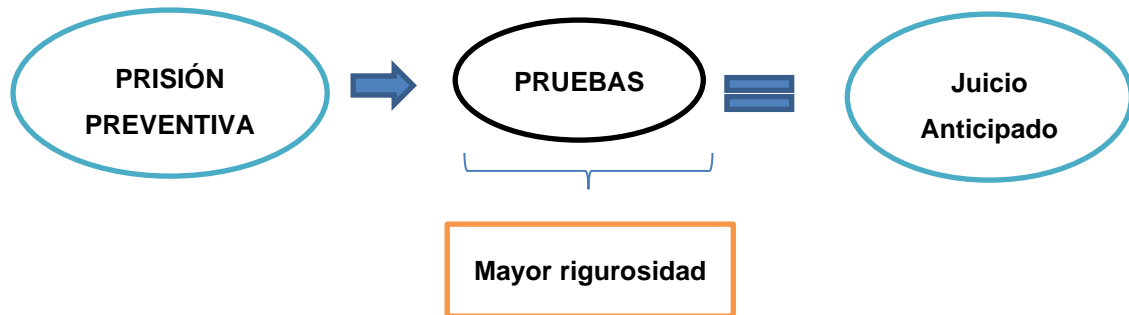 PRISIÓN
PREVENTIVA
PRUEBAS
Juicio
Anticipado
Mayor rigurosidad